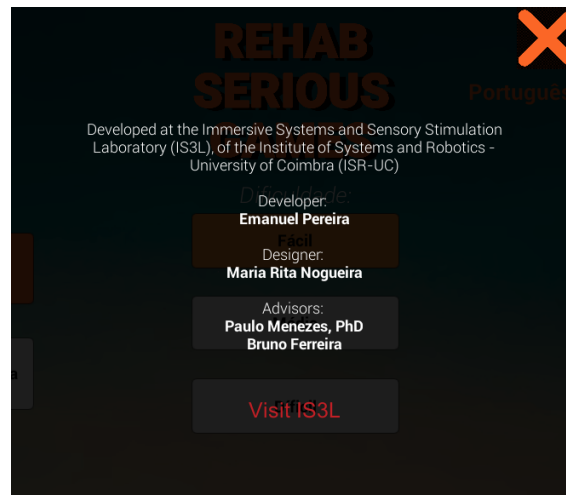 REHAB
SERIOUS
GAMES
Português
Developed at the Immersive Systems and Sensory Stimulation
Laboratory (IS3L), of the Institute of Systems and Robotics -
University of Coimbra (ISR-UC)
Dificuldade:
Developer:
Emanuel Pereira
Fácil
Designer:
Maria Rita Nogueira
Advisors:
Médio
Paulo Menezes, PhD
Bruno Ferreira
a
Visit IS3L